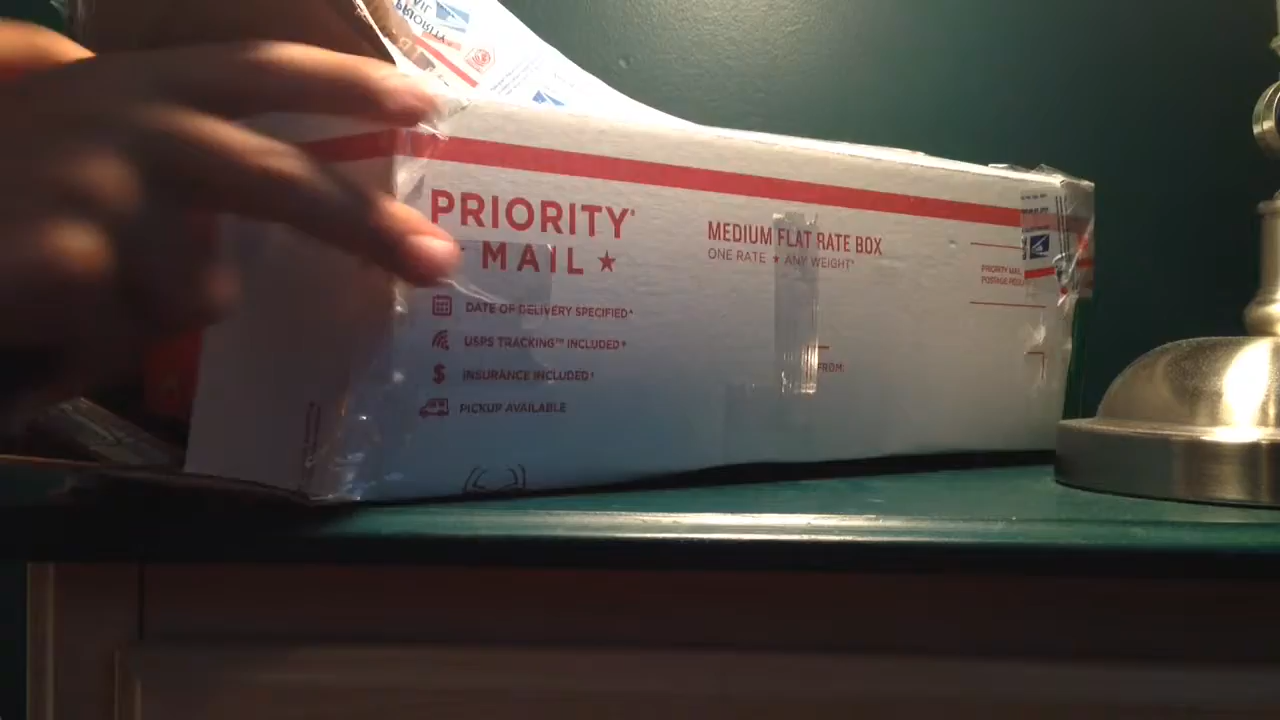 PRIORITY
PRIORITY®
MAIL ★
MEDIUM FLAT RATE BOX
ONE RATE ★ ANY WEIGHT*
DATE OF DELIVERY SPECIFIED*
USPS TRACKING™ INCLUDED*
$ INSURANCE INCLUDED*
PICKUP AVAILABLE
FROM:
PRIORITY MAIL